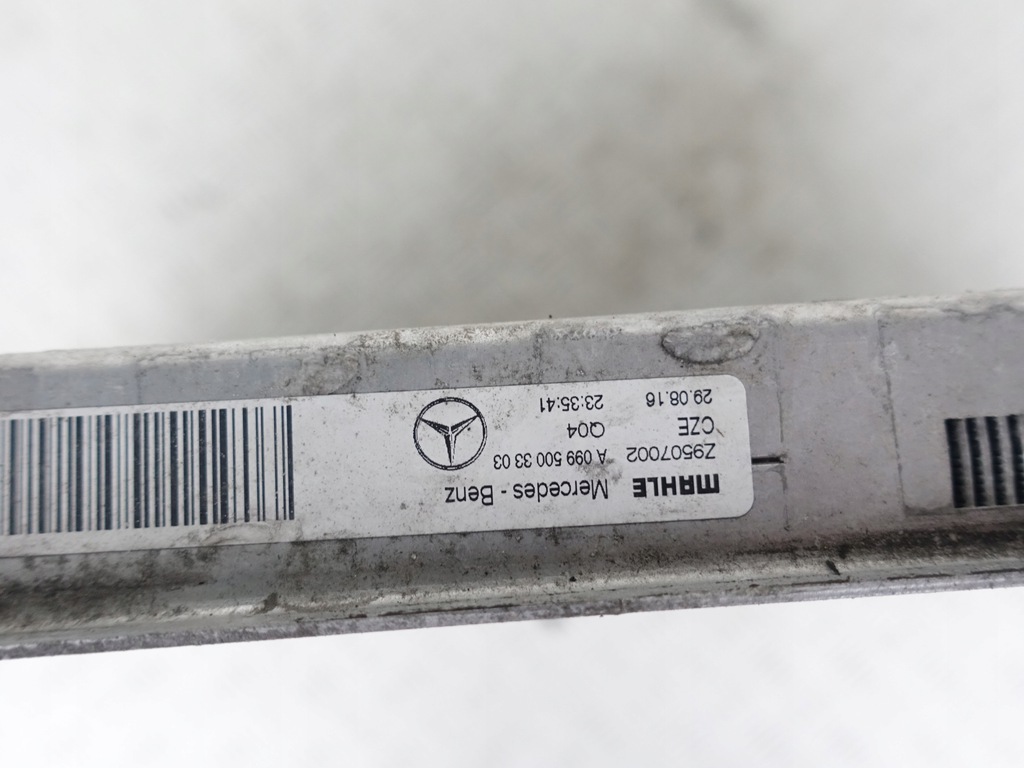 MAHLE Mercedes - Benz
Z9507002 A 099 500 33 03
CZE Q04
29.08.16 23:35:41